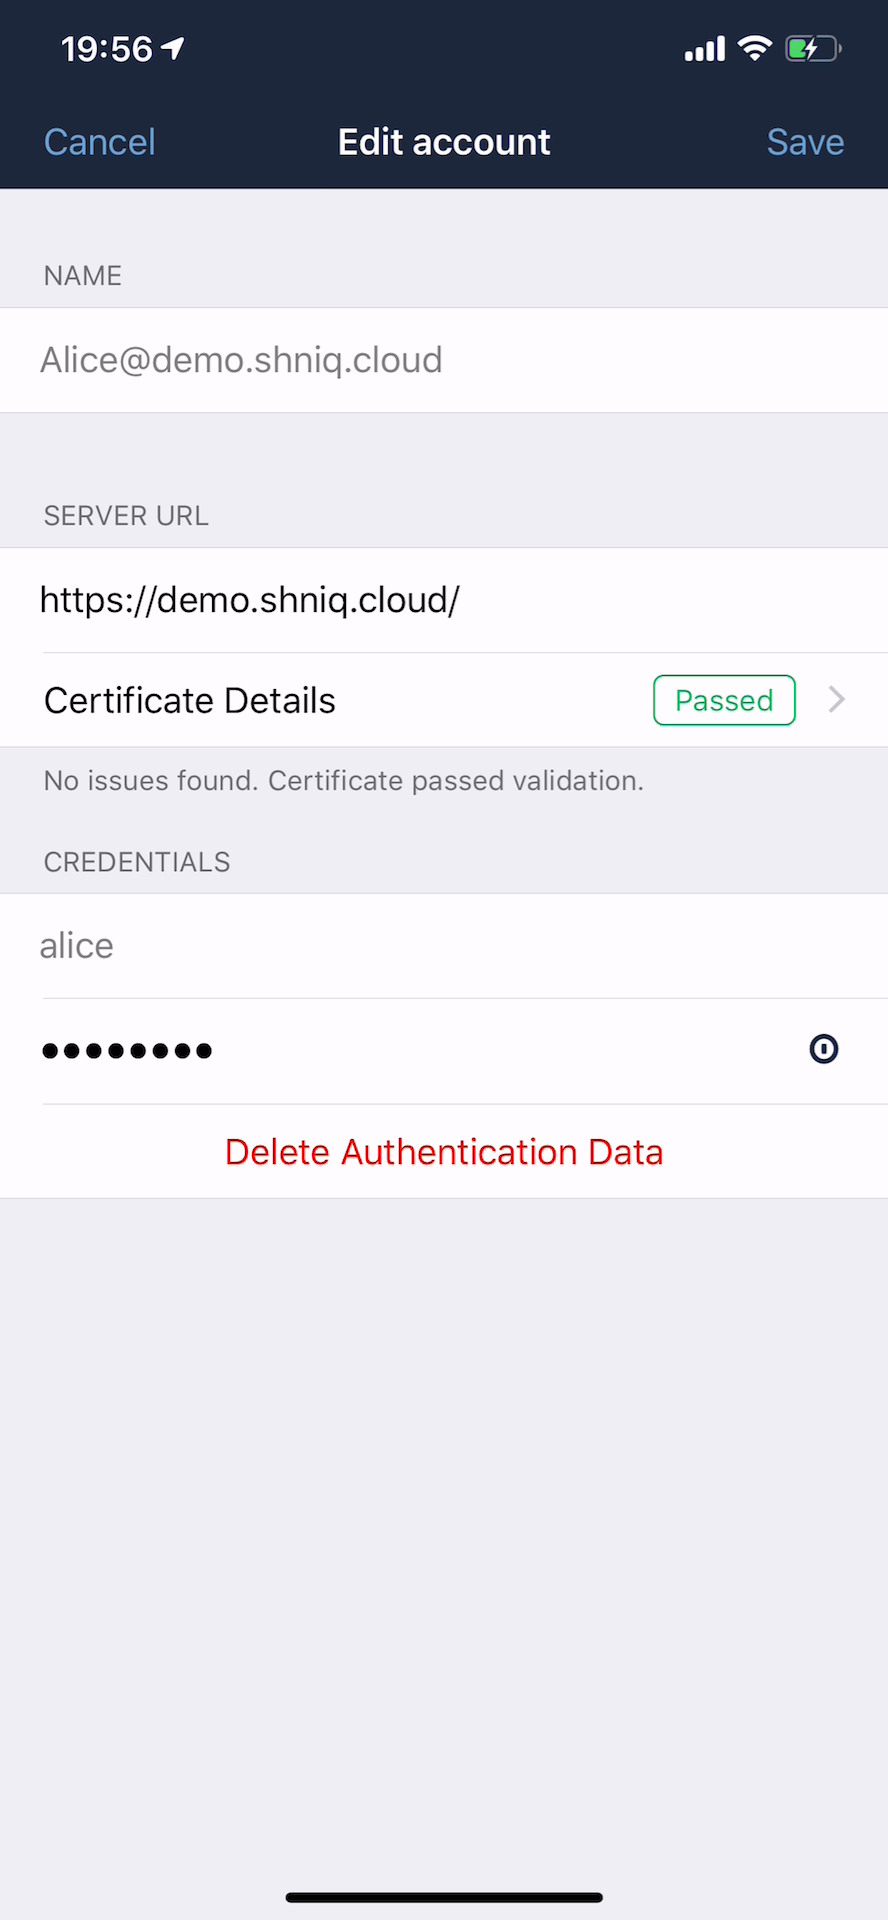 19:56
Cancel Edit account Save
NAME
Alice@demo.shniq.cloud
SERVER URL
https://demo.shniq.cloud/
Certificate Details Passed
No issues found. Certificate passed validation.
CREDENTIALS
alice
••••••••
Delete Authentication Data